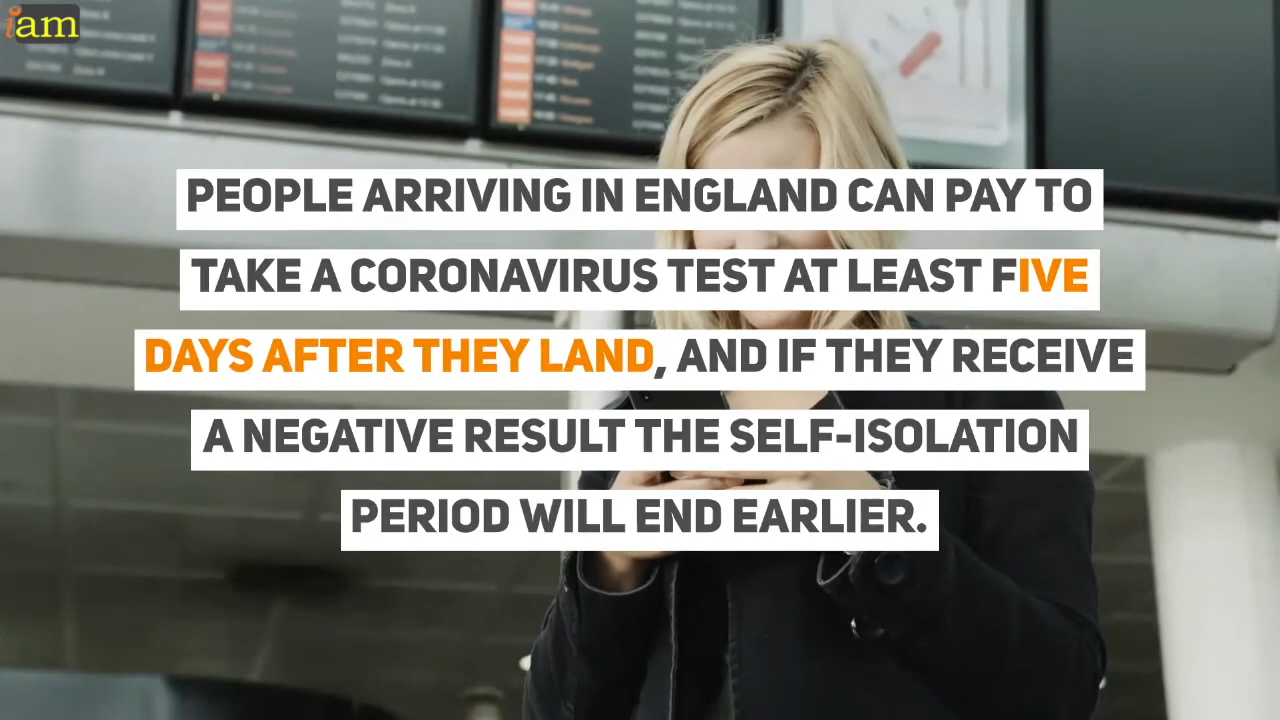 iam
PEOPLE ARRIVING IN ENGLAND CAN PAY TO
TAKE A CORONAVIRUS TEST AT LEAST FIVE
DAYS AFTER THEY LAND, AND IF THEY RECEIVE
A NEGATIVE RESULT THE SELF-ISOLATION
PERIOD WILL END EARLIER.